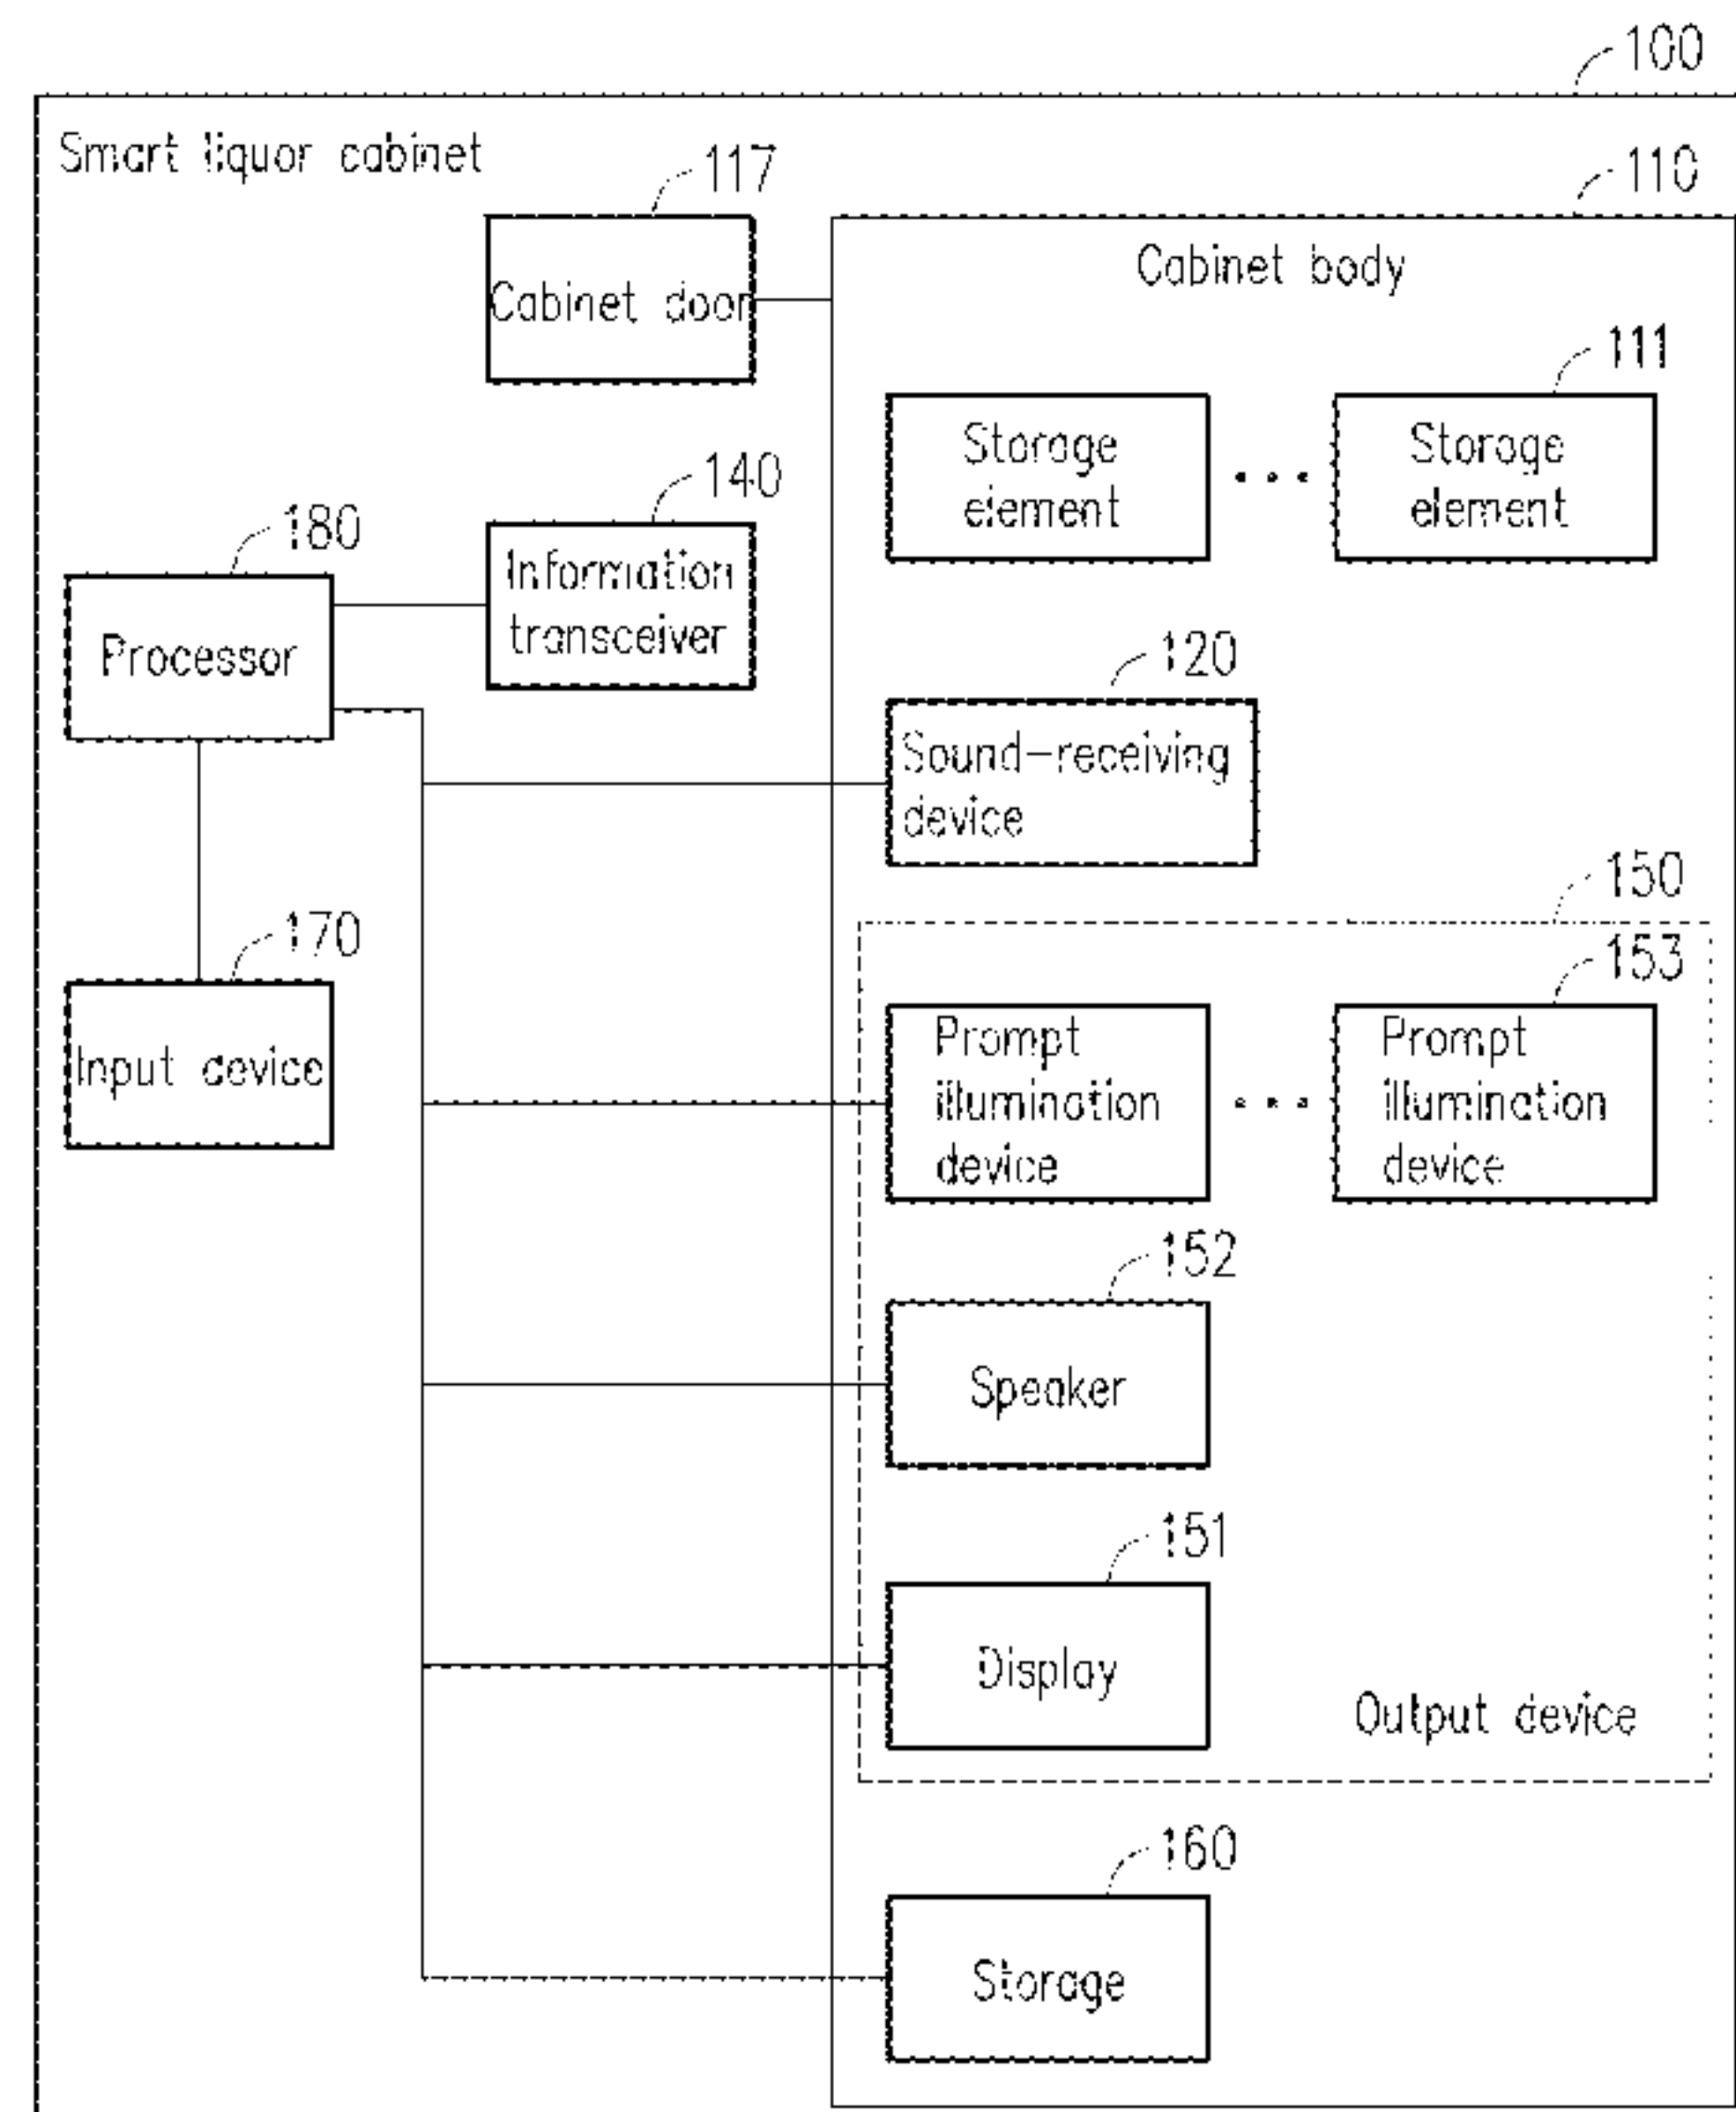 100
Smart liquor cabinet
117
110
Cabinet door
Cabinet body
111
Storage
element
...
Storage
element
140
180
Information
transceiver
Processor
120
Sound-receiving
device
150
170
153
Input device
Prompt
illumination
device
...
Prompt
illumination
device
152
Speaker
151
Display
Output device
160
Storage